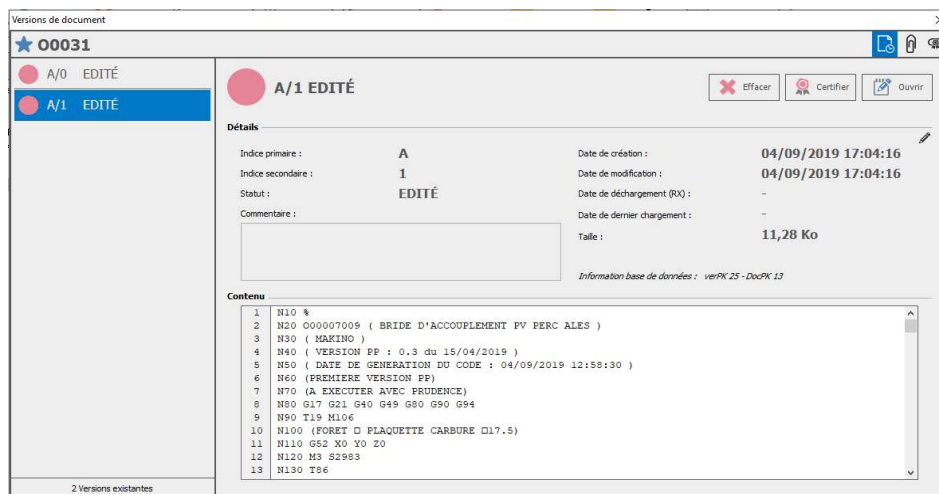 Versions de document
O0031
A/0 EDITÉ
A/1 EDITÉ
2 Versions existantes
A/1 EDITÉ
Effacer
Certifier
Ouvrir
Détails
Indice primaire : A
Indice secondaire : 1
Statut : EDITÉ
Commentaire :
Date de création : 04/09/2019 17:04:16
Date de modification : 04/09/2019 17:04:16
Date de déchargement (RX) : -
Date de dernier chargement : -
Taille : 11,28 Ko
Information base de données : verPK 25 - DocPK 13
Contenu
1 N10 %
2 N20 O00007009 ( BRIDE D'ACCOUPLEMENT PV PERC ALES )
3 N30 ( MAKINO )
4 N40 ( VERSION PP : 0.3 du 15/04/2019 )
5 N50 ( DATE DE GENERATION DU CODE : 04/09/2019 12:58:30 )
6 N60 (PREMIERE VERSION PP)
7 N70 (A EXECUTER AVEC PRUDENCE)
8 N80 G17 G21 G40 G49 G80 G90 G94
9 N90 T19 M106
10 N100 (FORET □ PLAQUETTE CARBURE □17.5)
11 N110 G52 X0 Y0 Z0
12 N120 M3 S2983
13 N130 T86